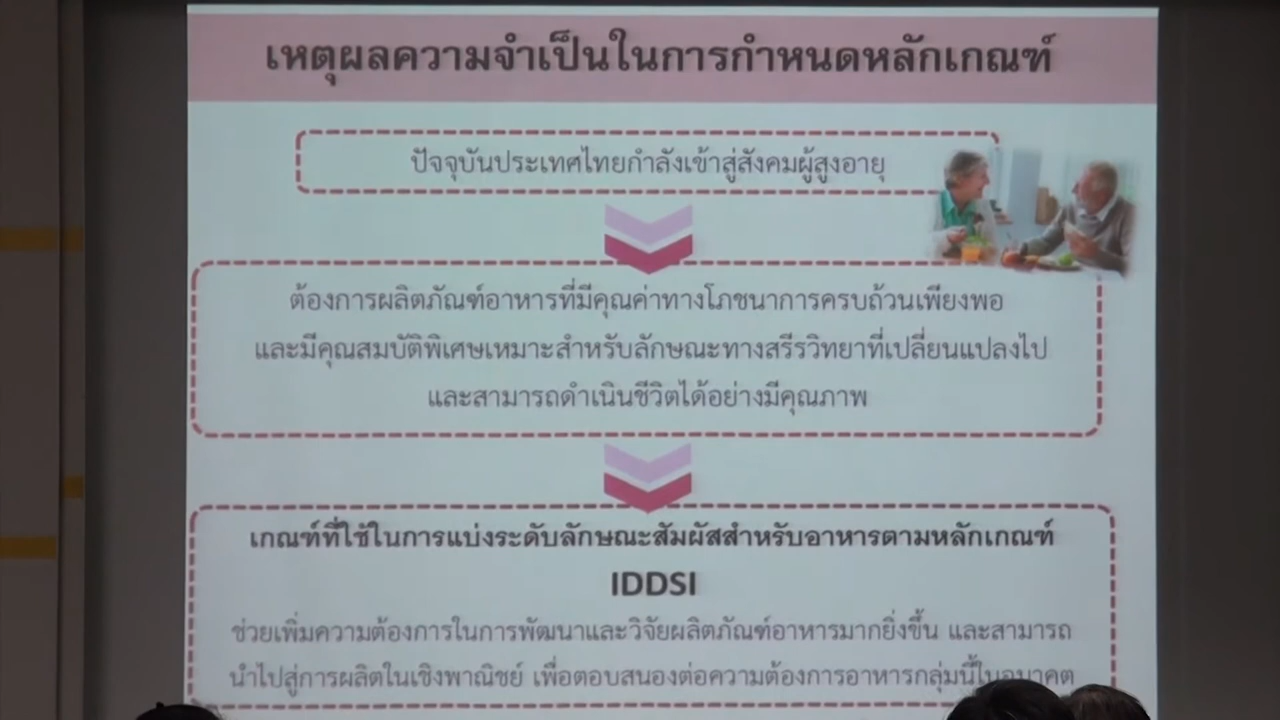 เหตุผลความจำเป็นในการกำหนดหลักเกณฑ์
ปัจจุบันประเทศไทยกำลังเข้าสู่สังคมผู้สูงอายุ
ต้องการผลิตภัณฑ์อาหารที่มีคุณค่าทางโภชนาการครบถ้วนเพียงพอ
และมีคุณสมบัติพิเศษเหมาะสำหรับลักษณะทางสรีรวิทยาที่เปลี่ยนแปลงไป
และสามารถดำเนินชีวิตได้อย่างมีคุณภาพ
เกณฑ์ที่ใช้ในการแบ่งระดับลักษณะสัมผัสสำหรับอาหารตามหลักเกณฑ์
IDDSI
ช่วยเพิ่มความต้องการในการพัฒนาและวิจัยผลิตภัณฑ์อาหารมากยิ่งขึ้น และสามารถ
นำไปสู่การผลิตในเชิงพาณิชย์ เพื่อตอบสนองต่อความต้องการอาหารกลุ่มนี้ในอนาคต